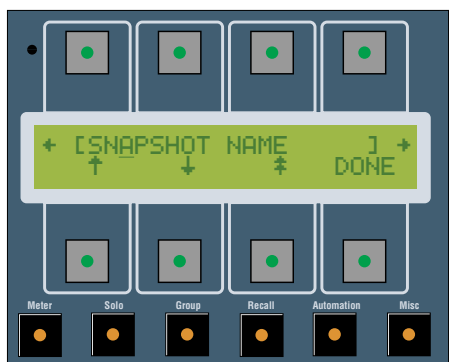 ← [SNAPSHOT NAME ] →
↑ ↓ ⇞ DONE
Meter Solo Group Recall Automation Misc